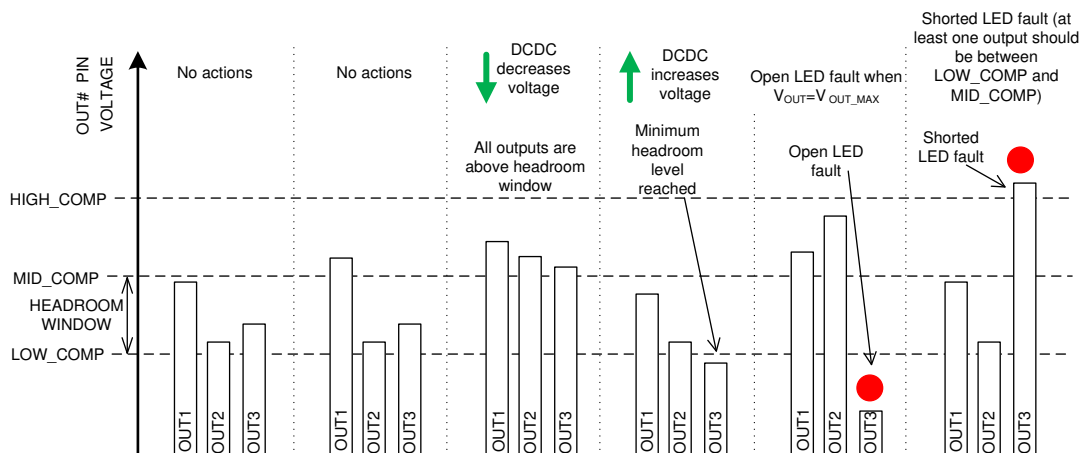 OUT# PIN
VOLTAGE
No actions
No actions
DCDC
decreases
voltage
All outputs are
above headroom
window
DCDC
increases
voltage
Minimum
headroom
level
reached
Open LED fault when
VOUT=VOUT_MAX
Open LED
fault
Shorted LED fault (at
least one output should
be between
LOW_COMP and
MID_COMP)
Shorted
LED fault
HIGH_COMP
MID_COMP
HEADROOM
WINDOW
LOW_COMP
OUT1
OUT2
OUT3
OUT1
OUT2
OUT3
OUT1
OUT2
OUT3
OUT1
OUT2
OUT3
OUT1
OUT2
OUT3
OUT1
OUT2
OUT3